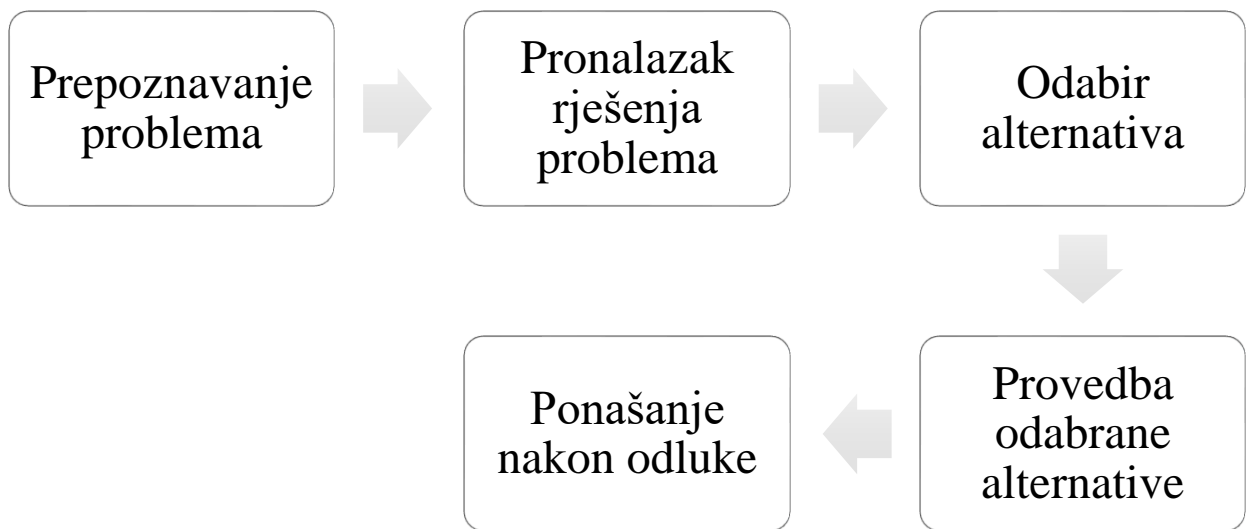 Prepoznavanje
problema
Pronalazak
rješenja
problema
Odabir
alternativa
Provedba
odabrane
alternative
Ponašanje
nakon odluke